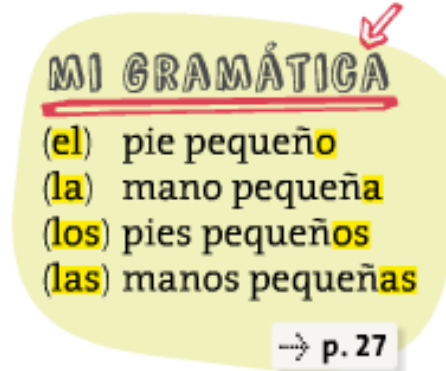 MI GRAMÁTICA
(el) pie pequeño
(la) mano pequeña
(los) pies pequeños
(las) manos pequeñas
⇢ p. 27